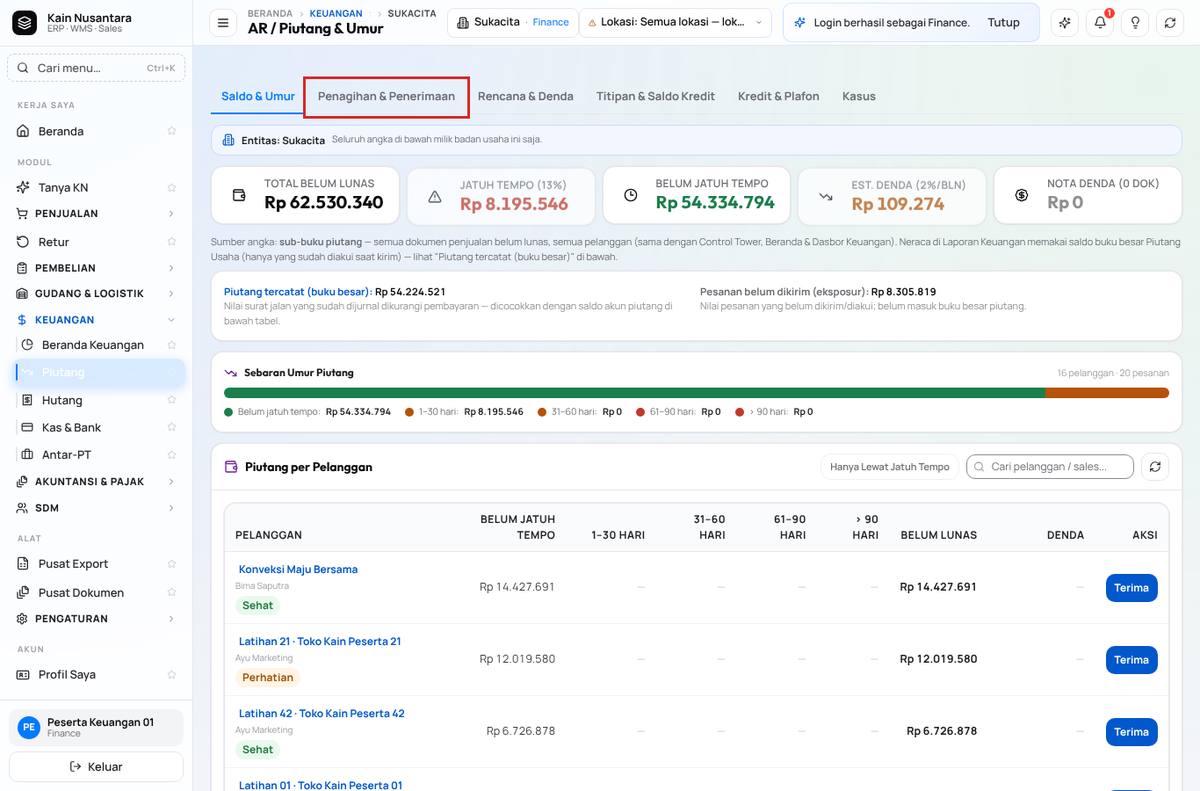 Kain Nusantara
ERP · WMS · Sales
Cari menu... Ctrl+K
KERJA SAYA
Beranda
MODUL
Tanya KN
PENJUALAN
Retur
PEMBELIAN
GUDANG & LOGISTIK
KEUANGAN
Beranda Keuangan
Piutang
Hutang
Kas & Bank
Antar-PT
AKUNTANSI & PAJAK
SDM
ALAT
Pusat Export
Pusat Dokumen
PENGATURAN
AKUN
Profil Saya
PE
Peserta Keuangan 01
Finance
Keluar
BERANDA › KEUANGAN › SUKACITA
AR / Piutang & Umur
Sukacita · Finance
Lokasi: Semua lokasi — lok...
Login berhasil sebagai Finance. Tutup
1
Saldo & Umur Penagihan & Penerimaan Rencana & Denda Titipan & Saldo Kredit Kredit & Plafon Kasus
Entitas: Sukacita Seluruh angka di bawah milik badan usaha ini saja.
TOTAL BELUM LUNAS
Rp 62.530.340
JATUH TEMPO (13%)
Rp 8.195.546
BELUM JATUH TEMPO
Rp 54.334.794
EST. DENDA (2%/BLN)
Rp 109.274
NOTA DENDA (0 DOK)
Rp 0
Sumber angka: sub-buku piutang — semua dokumen penjualan belum lunas, semua pelanggan (sama dengan Control Tower, Beranda & Dasbor Keuangan). Neraca di Laporan Keuangan memakai saldo buku besar Piutang
Usaha (hanya yang sudah diakui saat kirim) — lihat "Piutang tercatat (buku besar)" di bawah.
Piutang tercatat (buku besar): Rp 54.224.521
Nilai surat jalan yang sudah dijurnal dikurangi pembayaran — dicocokkan dengan saldo akun piutang di
bawah tabel.
Pesanan belum dikirim (eksposur): Rp 8.305.819
Nilai pesanan yang belum dikirim/diakui; belum masuk buku besar piutang.
Sebaran Umur Piutang 16 pelanggan · 20 pesanan
Belum jatuh tempo: Rp 54.334.794 1–30 hari: Rp 8.195.546 31–60 hari: Rp 0 61–90 hari: Rp 0 > 90 hari: Rp 0
Piutang per Pelanggan Hanya Lewat Jatuh Tempo Cari pelanggan / sales...
PELANGGAN BELUM JATUH TEMPO 1–30 HARI 31–60 HARI 61–90 HARI > 90 HARI BELUM LUNAS DENDA AKSI
Konveksi Maju Bersama
Bima Saputra
Sehat
Rp 14.427.691 — — — — Rp 14.427.691 — Terima
Latihan 21 · Toko Kain Peserta 21
Ayu Marketing
Perhatian
Rp 12.019.580 — — — — Rp 12.019.580 — Terima
Latihan 42 · Toko Kain Peserta 42
Ayu Marketing
Sehat
Rp 6.726.878 — — — — Rp 6.726.878 — Terima
Latihan 01 · Toko Kain Peserta 01